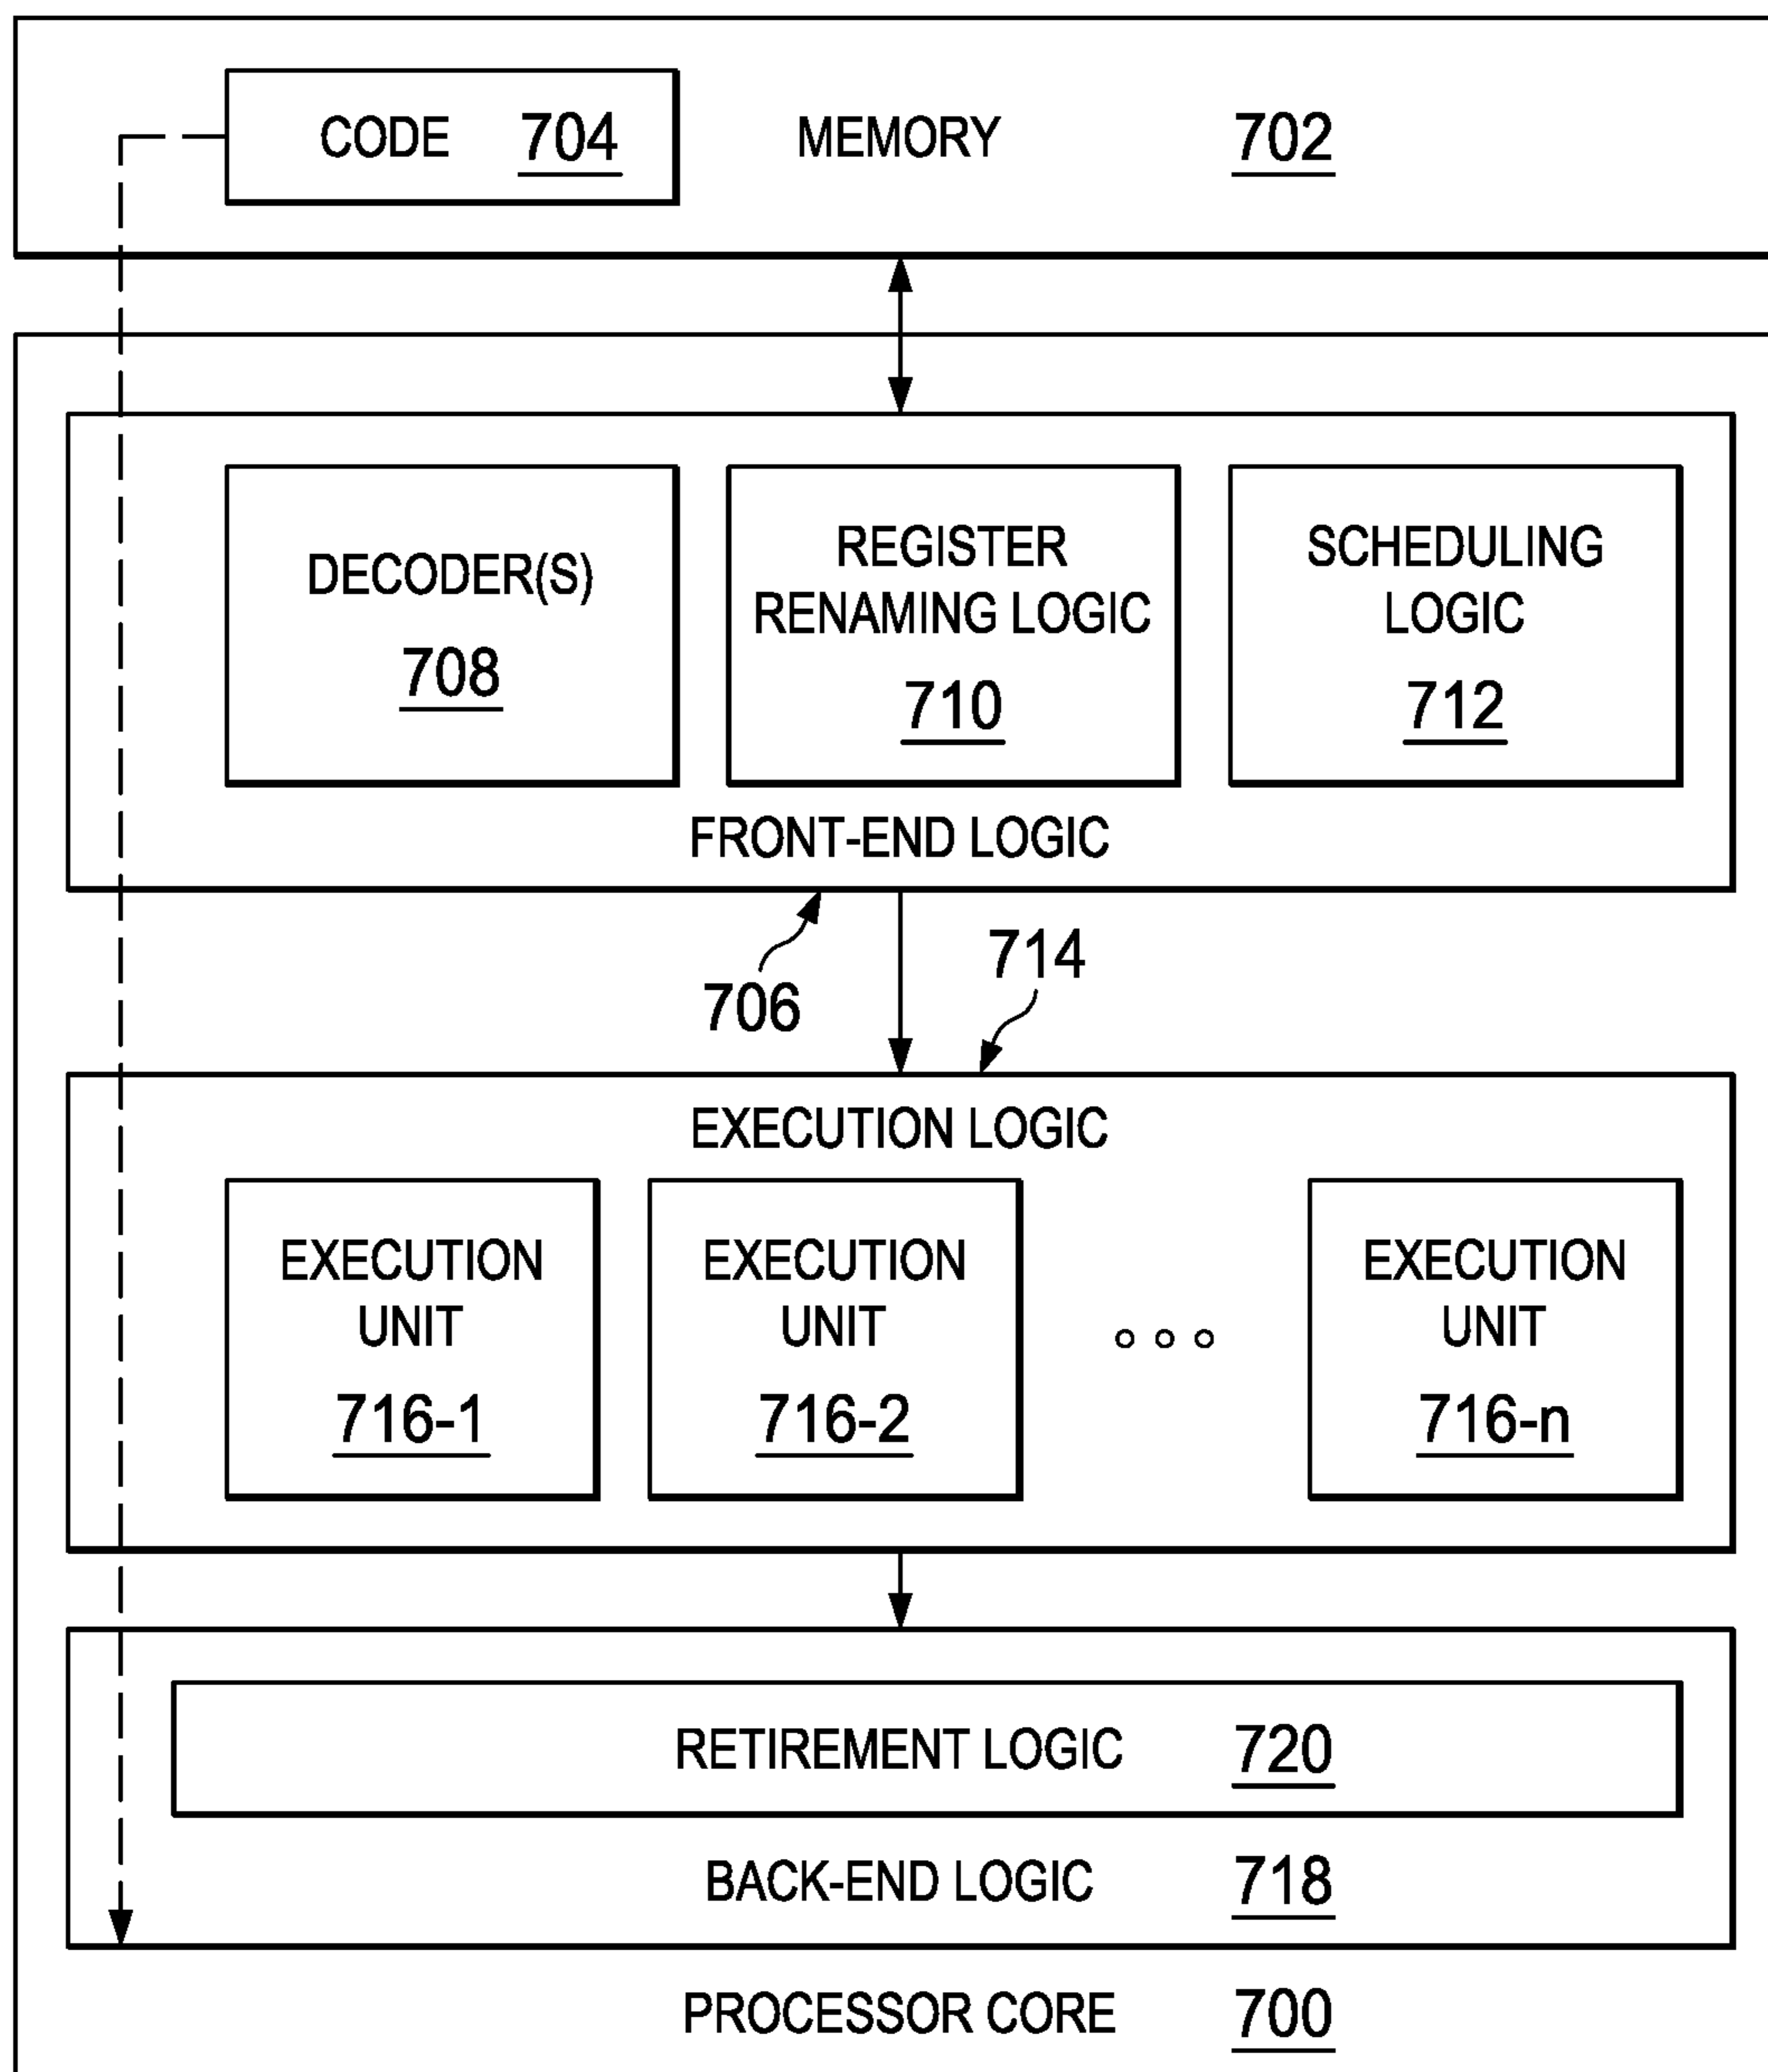 CODE 704 MEMORY 702
DECODER(S)
708
REGISTER
RENAMING LOGIC
710
SCHEDULING
LOGIC
712
FRONT-END LOGIC
706
714
EXECUTION LOGIC
EXECUTION
UNIT
716-1
EXECUTION
UNIT
716-2
EXECUTION
UNIT
716-n
RETIREMENT LOGIC 720
BACK-END LOGIC 718
PROCESSOR CORE 700